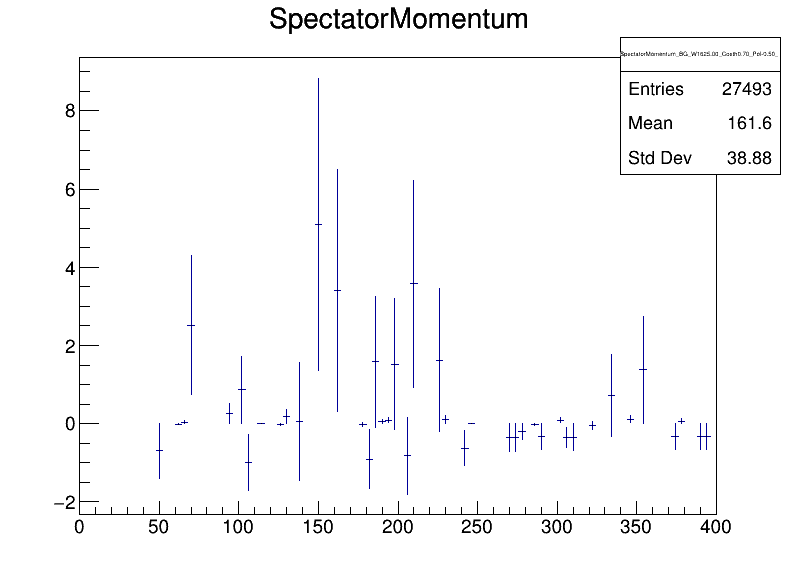 SpectatorMomentum
SpectatorMomentum_BG_W1625.00_Costh0.70_Pol-0.50_
Entries 27493
Mean 161.6
Std Dev 38.88
8
6
4
2
0
−2
0 50 100 150 200 250 300 350 400